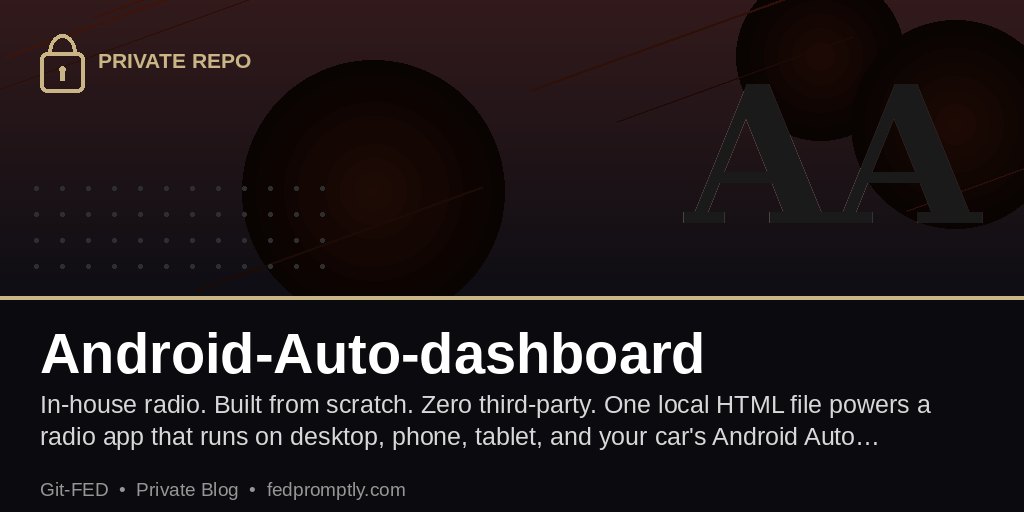 PRIVATE REPO
AA
Android-Auto-dashboard
In-house radio. Built from scratch. Zero third-party. One local HTML file powers a
radio app that runs on desktop, phone, tablet, and your car's Android Auto…
Git-FED • Private Blog • fedpromptly.com